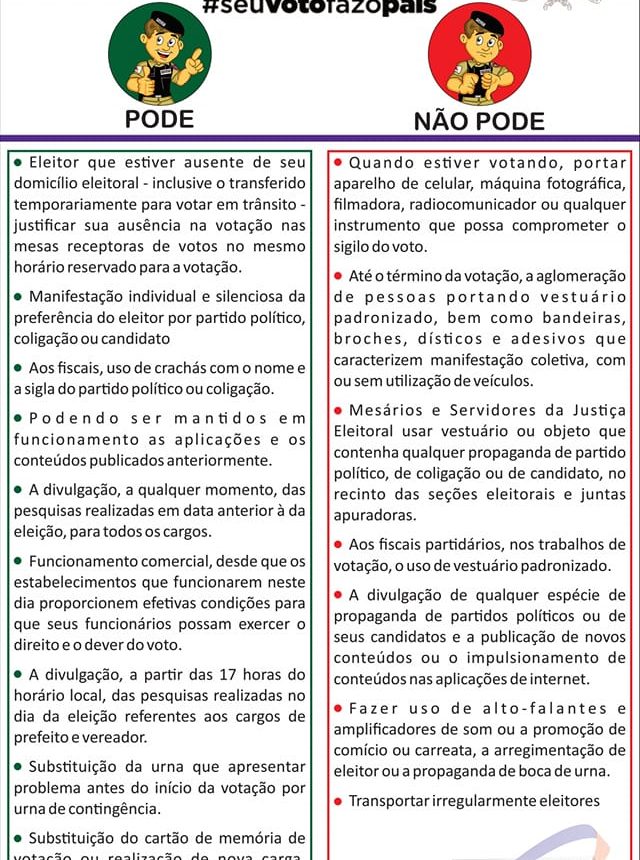 #seuvotofazopaís
PODE
NÃO PODE
• Eleitor que estiver ausente de seu
domicílio eleitoral - inclusive o transferido
temporariamente para votar em trânsito -
justificar sua ausência na votação nas
mesas receptoras de votos no mesmo
horário reservado para a votação.
• Manifestação individual e silenciosa da
preferência do eleitor por partido político,
coligação ou candidato
• Aos fiscais, uso de crachás com o nome e
a sigla do partido político ou coligação.
• Podendo ser mantidos em
funcionamento as aplicações e os
conteúdos publicados anteriormente.
• A divulgação, a qualquer momento, das
pesquisas realizadas em data anterior à da
eleição, para todos os cargos.
• Funcionamento comercial, desde que os
estabelecimentos que funcionarem neste
dia proporcionem efetivas condições para
que seus funcionários possam exercer o
direito e o dever do voto.
• A divulgação, a partir das 17 horas do
horário local, das pesquisas realizadas no
dia da eleição referentes aos cargos de
prefeito e vereador.
• Substituição da urna que apresentar
problema antes do início da votação por
urna de contingência.
• Substituição do cartão de memória de
votação ou realização de nova carga,
• Quando estiver votando, portar
aparelho de celular, máquina fotográfica,
filmadora, radiocomunicador ou qualquer
instrumento que possa comprometer o
sigilo do voto.
• Até o término da votação, a aglomeração
de pessoas portando vestuário
padronizado, bem como bandeiras,
broches, dísticos e adesivos que
caracterizem manifestação coletiva, com
ou sem utilização de veículos.
• Mesários e Servidores da Justiça
Eleitoral usar vestuário ou objeto que
contenha qualquer propaganda de partido
político, de coligação ou de candidato, no
recinto das seções eleitorais e juntas
apuradoras.
• Aos fiscais partidários, nos trabalhos de
votação, o uso de vestuário padronizado.
• A divulgação de qualquer espécie de
propaganda de partidos políticos ou de
seus candidatos e a publicação de novos
conteúdos ou o impulsionamento de
conteúdos nas aplicações de internet.
• Fazer uso de alto-falantes e
amplificadores de som ou a promoção de
comício ou carreata, a arregimentação de
eleitor ou a propaganda de boca de urna.
• Transportar irregularmente eleitores